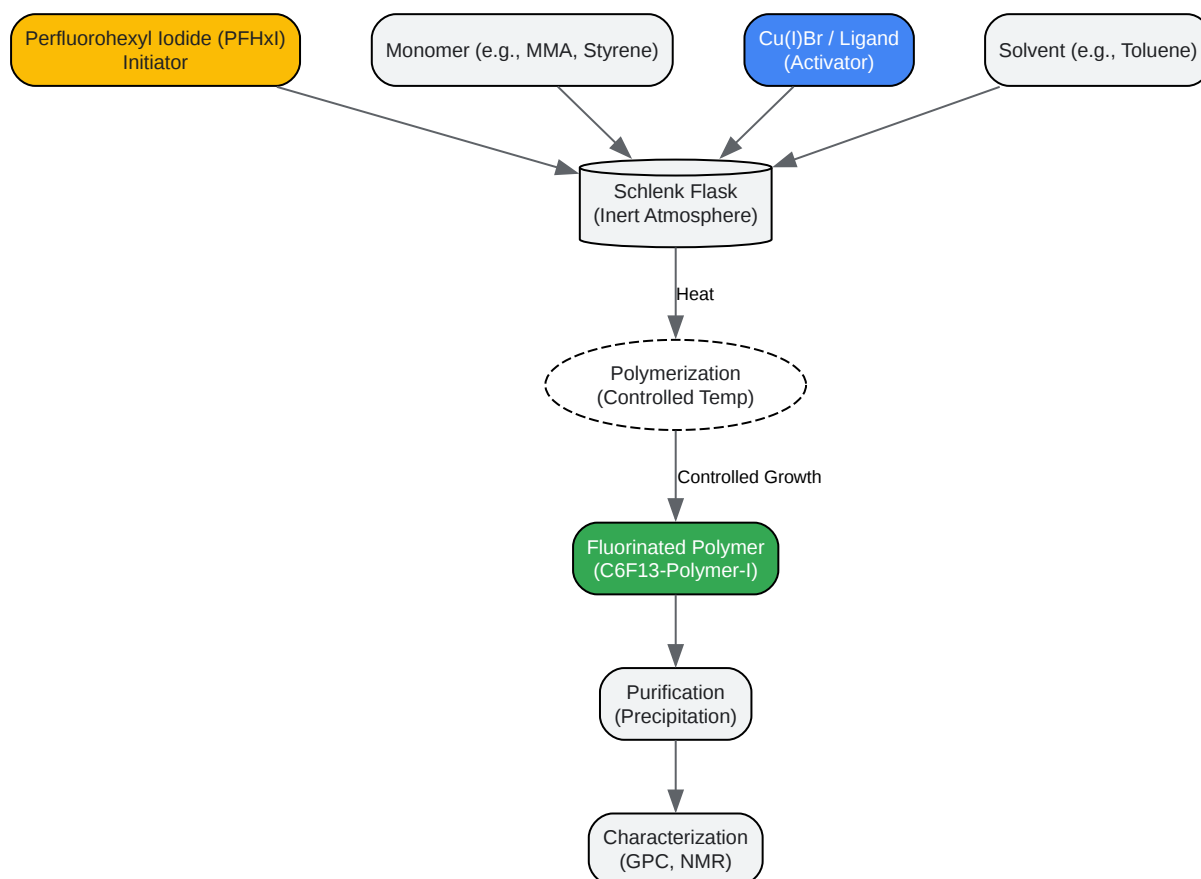 Perfluorohexyl Iodide (PFHxI)
Initiator
Monomer (e.g., MMA, Styrene)
Cu(I)Br / Ligand
(Activator)
Solvent (e.g., Toluene)
Schlenk Flask
(Inert Atmosphere)
Heat
Polymerization
(Controlled Temp)
Controlled Growth
Fluorinated Polymer
(C6F13-Polymer-I)
Purification
(Precipitation)
Characterization
(GPC, NMR)